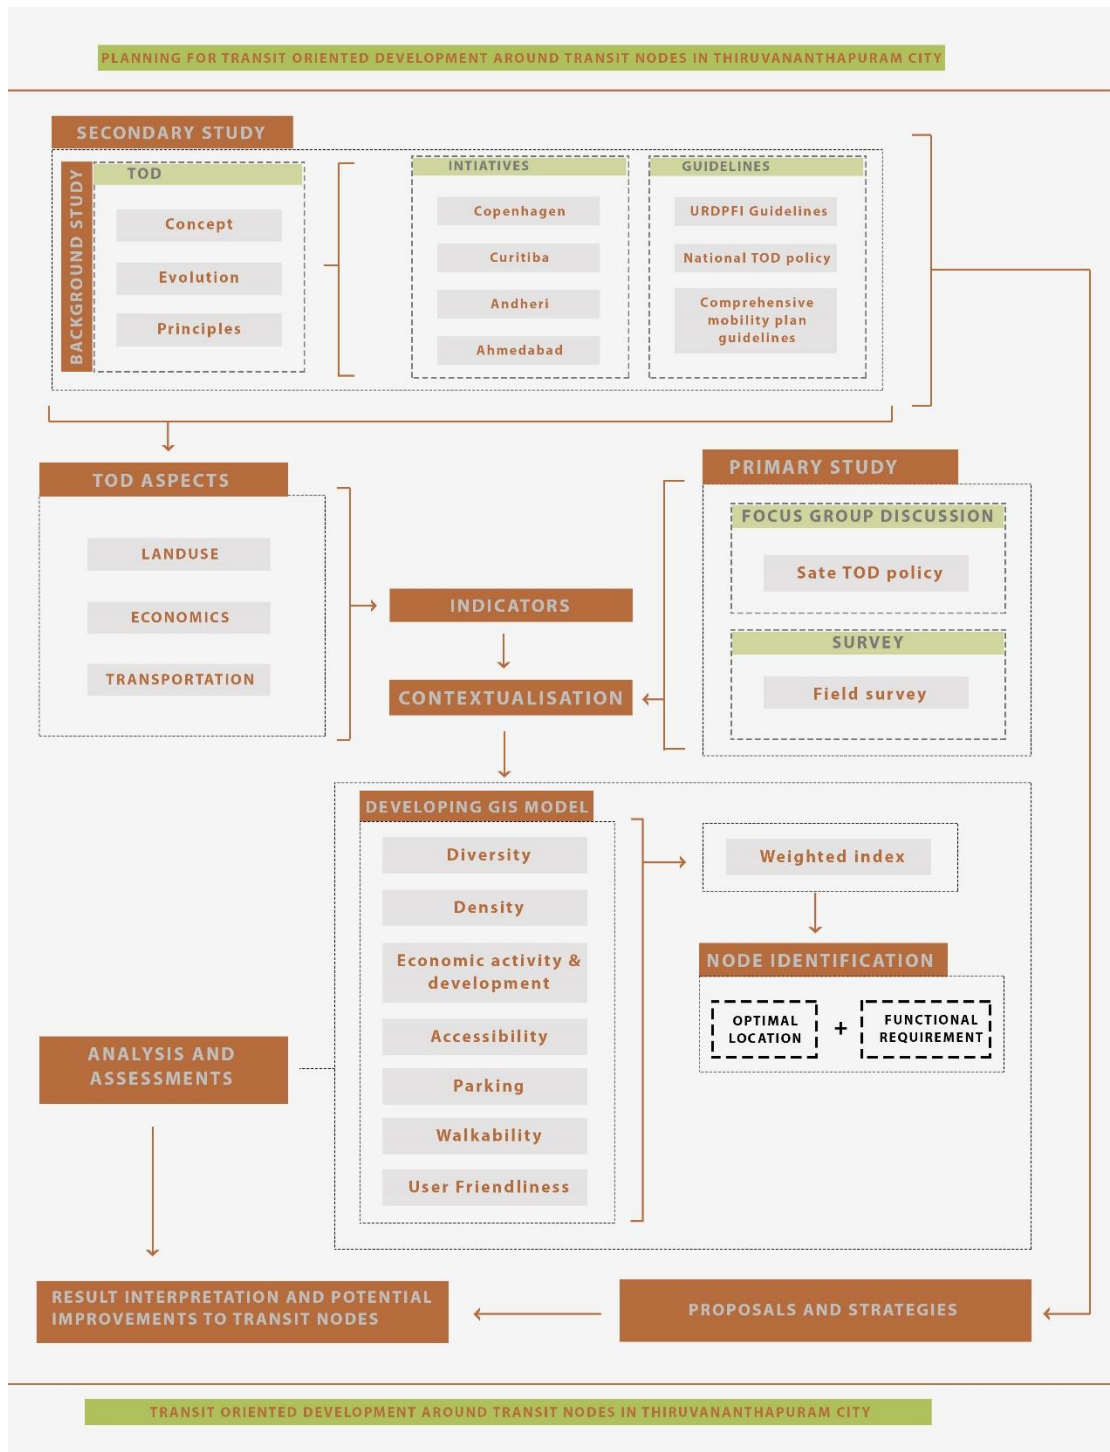 PLANNING FOR TRANSIT ORIENTED DEVELOPMENT AROUND TRANSIT NODES IN THIRUVANANTHAPURAM CITY
SECONDARY STUDY
BACKGROUND STUDY
TOD
Concept
Evolution
Principles
INTIATIVES
Copenhagen
Curitiba
Andheri
Ahmedabad
GUIDELINES
URDPFI Guidelines
National TOD policy
Comprehensive
mobility plan
guidelines
TOD ASPECTS
LANDUSE
ECONOMICS
TRANSPORTATION
INDICATORS
CONTEXTUALISATION
PRIMARY STUDY
FOCUS GROUP DISCUSSION
Sate TOD policy
SURVEY
Field survey
DEVELOPING GIS MODEL
Diversity
Density
Economic activity &
development
Accessibility
Parking
Walkability
User Friendliness
Weighted index
NODE IDENTIFICATION
OPTIMAL
LOCATION
+
FUNCTIONAL
REQUIREMENT
ANALYSIS AND
ASSESSMENTS
RESULT INTERPRETATION AND POTENTIAL
IMPROVEMENTS TO TRANSIT NODES
PROPOSALS AND STRATEGIES
TRANSIT ORIENTED DEVELOPMENT AROUND TRANSIT NODES IN THIRUVANANTHAPURAM CITY